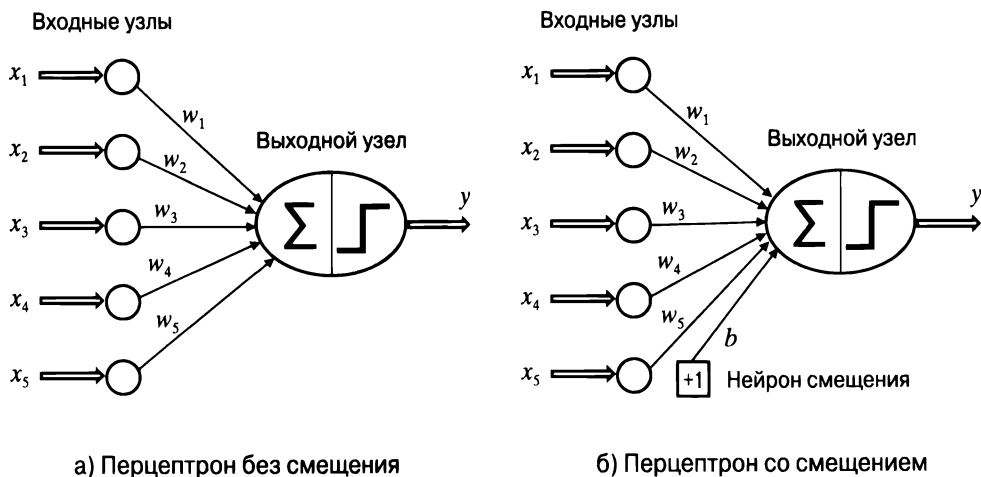 Входные узлы
x1
x2
x3
x4
x5
w1
w2
w3
w4
w5
Выходной узел
Σ
y
а) Перцептрон без смещения
Входные узлы
x1
x2
x3
x4
x5
w1
w2
w3
w4
w5
b
+1
Нейрон смещения
Выходной узел
Σ
y
б) Перцептрон со смещением